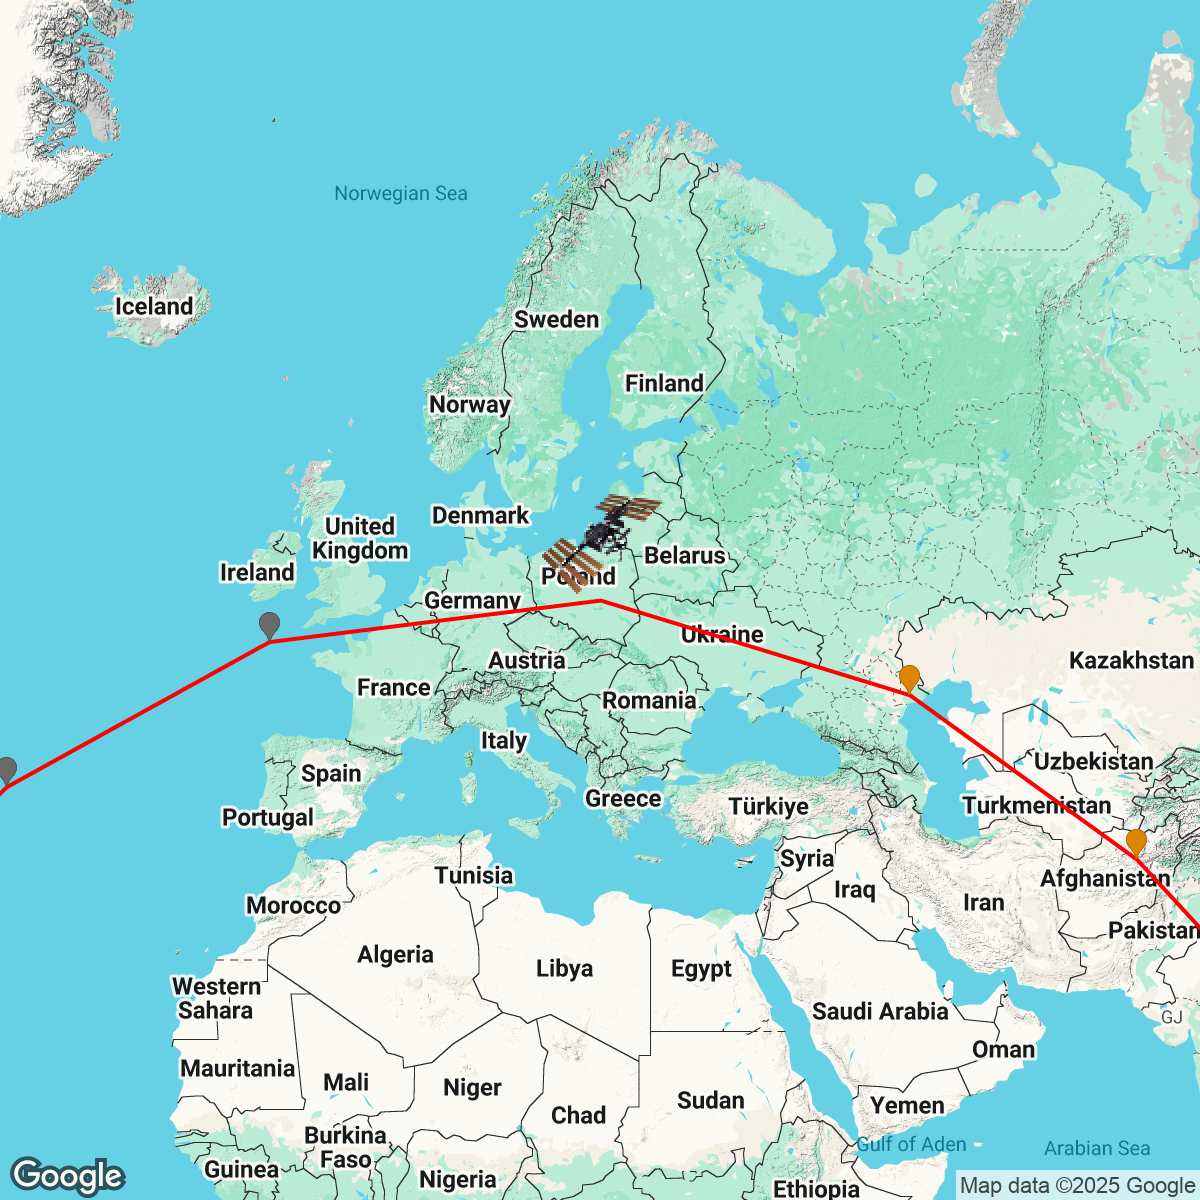 Norwegian Sea
Iceland
Sweden
Finland
Norway
Denmark
United
Kingdom
Ireland
Belarus
Poland
Germany
Ukraine
Austria
Kazakhstan
France
Romania
Italy
Uzbekistan
Spain
Greece
Türkiye
Turkmenistan
Portugal
Syria
Tunisia
Afghanistan
Iraq
Morocco
Iran
Pakistan
Algeria
Libya
Egypt
Western
Sahara
Saudi Arabia
GJ
Oman
Mauritania
Mali
Niger
Chad
Sudan
Yemen
Burkina
Faso
Gulf of Aden
Arabian Sea
Guinea
Nigeria
Ethiopia
Google
Map data ©2025 Google